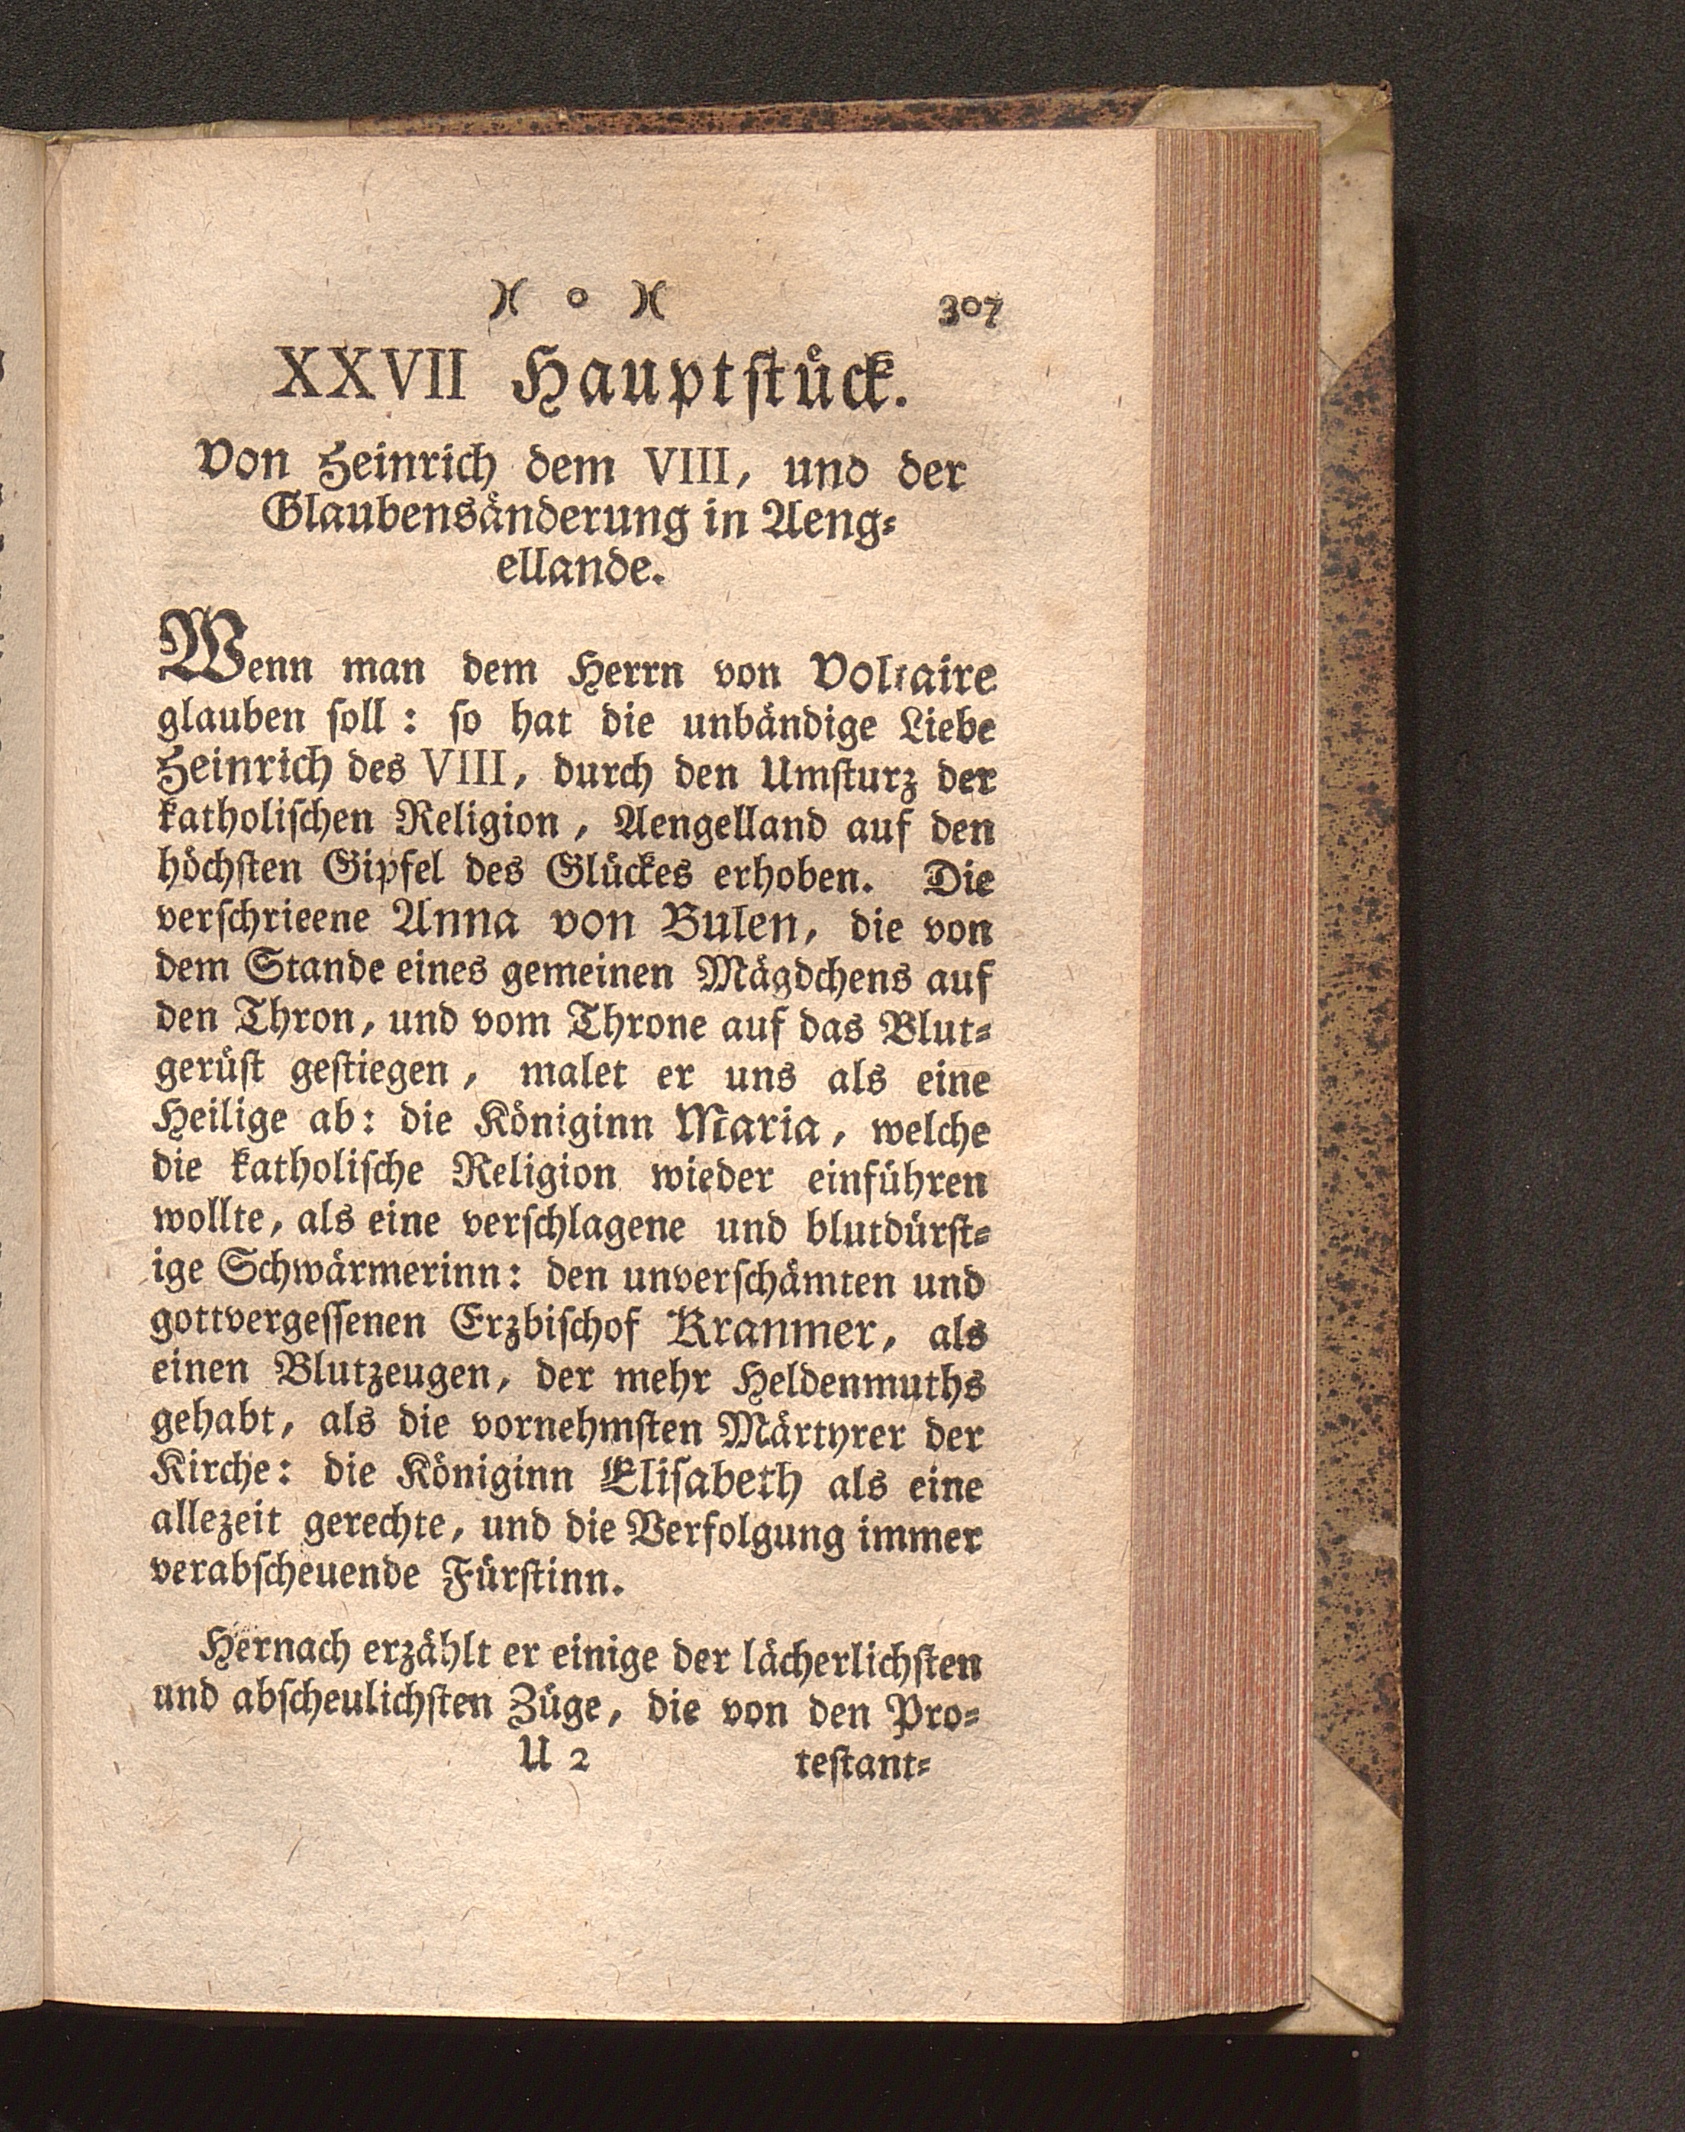 )( o )( 307
XXVII Hauptstück.
Von Heinrich dem VIII, und der
Glaubensänderung in Aeng-
ellande.
Wenn man dem Herrn von Voltaire
glauben soll: so hat die unbändige Liebe
Heinrich des VIII, durch den Umsturz der
katholischen Religion, Aengelland auf den
höchsten Gipfel des Glückes erhoben. Die
verschrieene Anna von Bulen, die von
dem Stande eines gemeinen Mägdchens auf
den Thron, und vom Throne auf das Blut-
gerüst gestiegen, malet er uns als eine
Heilige ab: die Königinn Maria, welche
die katholische Religion wieder einführen
wollte, als eine verschlagene und blutdürst-
ige Schwärmerinn: den unverschämten und
gottvergessenen Erzbischof Kranmer, als
einen Blutzeugen, der mehr Heldenmuths
gehabt, als die vornehmsten Märtyrer der
Kirche: die Königinn Elisabeth als eine
allezeit gerechte, und die Verfolgung immer
verabscheuende Fürstinn.
Hernach erzählt er einige der lächerlichsten
und abscheulichsten Züge, die von den Pro-
U 2 testant-